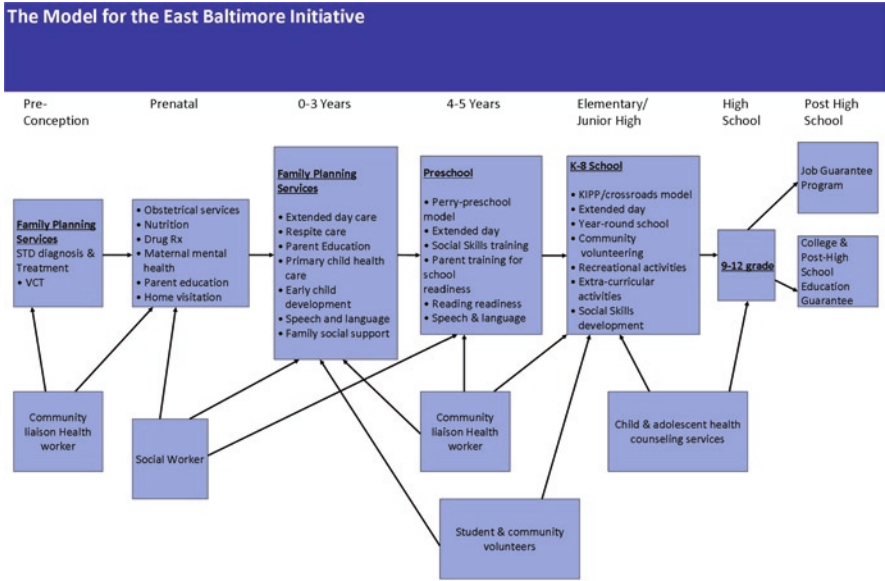 The Model for the East Baltimore Initiative
Pre-
Conception
Prenatal
0-3 Years
4-5 Years
Elementary/
Junior High
High
School
Post High
School
Family Planning
Services
STD diagnosis &
Treatment
• VCT
• Obstetrical services
• Nutrition
• Drug Rx
• Maternal mental
health
• Parent education
• Home visitation
Family Planning
Services
• Extended day care
• Respite care
• Parent Education
• Primary child health
care
• Early child
development
• Speech and language
• Family social support
Preschool
• Perry-preschool
model
• Extended day
• Social Skills training
• Parent training for
school
readiness
• Reading readiness
• Speech & language
K-8 School
• KIPP/crossroads model
• Extended day
• Year-round school
• Community
volunteering
• Recreational activities
• Extra-curricular
activities
• Social Skills
development
9-12 grade
Job Guarantee
Program
College &
Post-High
School
Education
Guarantee
Community
liaison Health
worker
Social Worker
Community
liaison Health
worker
Child & adolescent health
counseling services
Student & community
volunteers